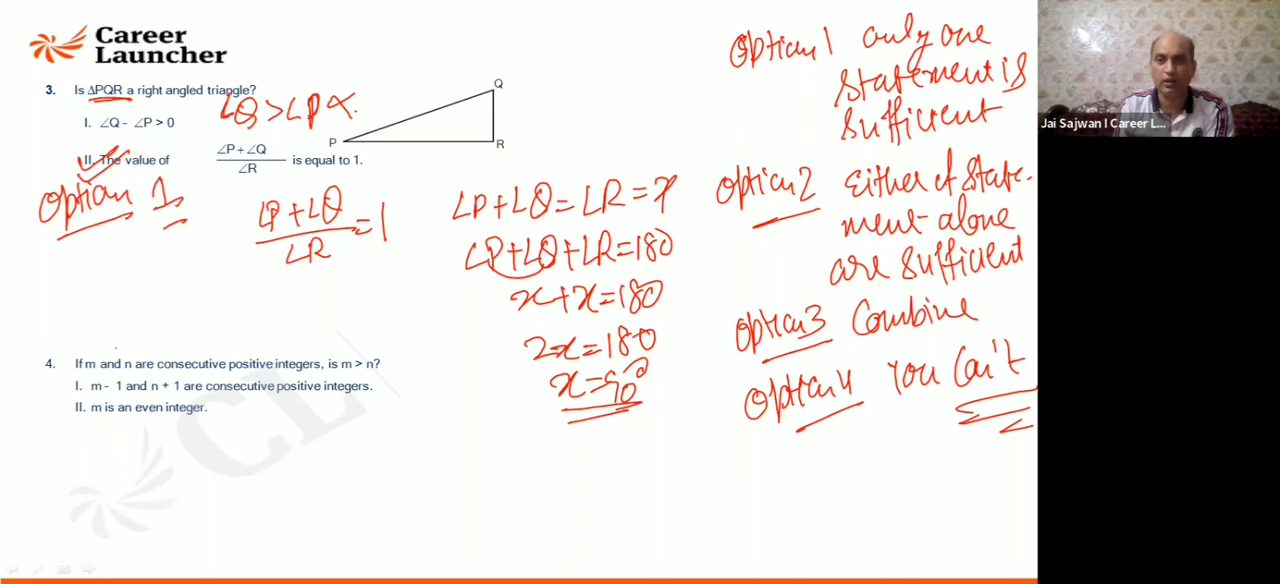 Career
Launcher
3. Is ΔPQR a right angled triangle?
∠Q > ∠P ×.
I. ∠Q - ∠P > 0
II. The value of ∠P + ∠Q / ∠R is equal to 1.
P
Q
R
Option 1
∠P + ∠Q / ∠R = 1
∠P + ∠Q = ∠R = x
∠P + ∠Q + ∠R = 180
x + x = 180
2x = 180
x = 90°
4. If m and n are consecutive positive integers, is m > n?
I. m - 1 and n + 1 are consecutive positive integers.
II. m is an even integer.
CL
Option 1 only one
statement is
sufficient
Option 2 Either of state-
ment alone
are sufficient
Option 3 Combine
Option 4 You Can't
Jai Sajwan I Career L...